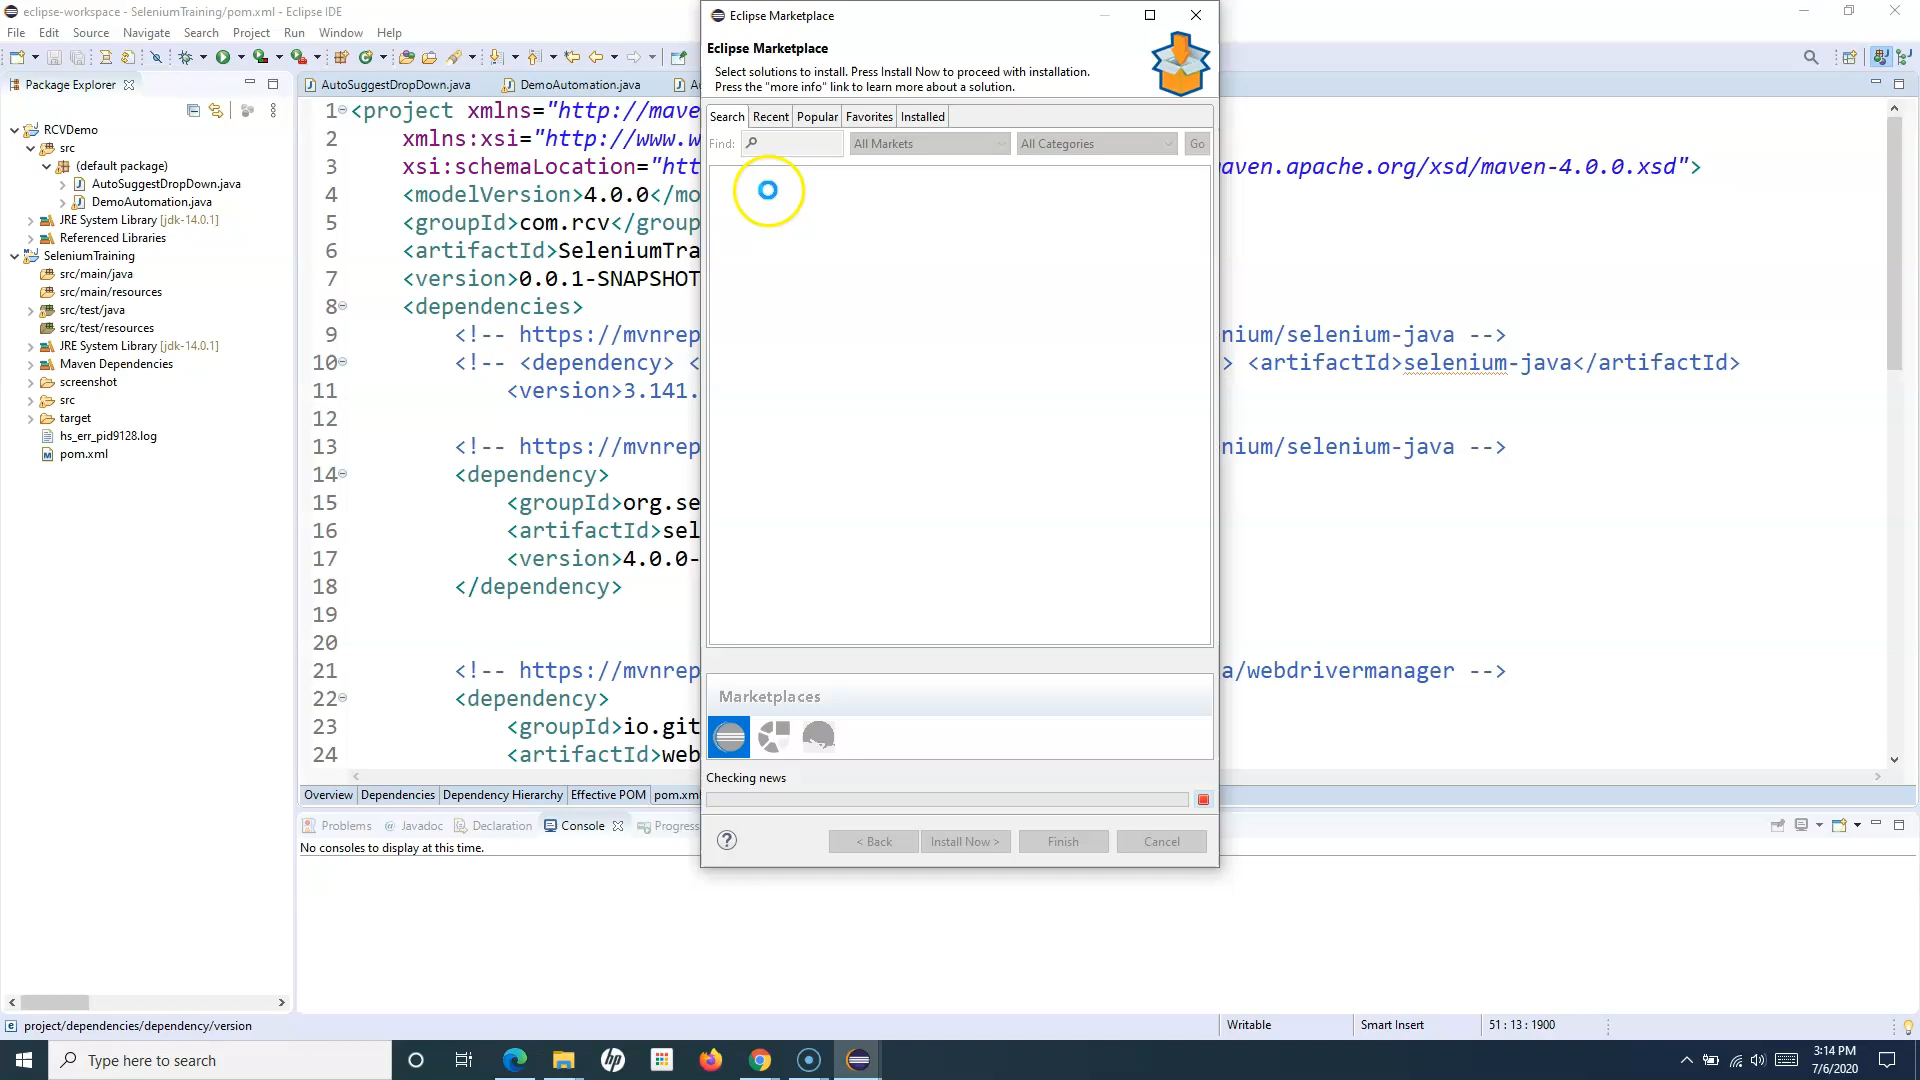 eclipse-workspace - SeleniumTraining/pom.xml - Eclipse IDE
File Edit Source Navigate Search Project Run Window Help
Package Explorer
RCVDemo
src
(default package)
AutoSuggestDropDown.java
DemoAutomation.java
JRE System Library [jdk-14.0.1]
Referenced Libraries
SeleniumTraining
src/main/java
src/main/resources
src/test/java
src/test/resources
JRE System Library [jdk-14.0.1]
Maven Dependencies
screenshot
src
target
hs_err_pid9128.log
pom.xml
AutoSuggestDropDown.java DemoAutomation.java
1 <project xmlns="http://mave
2 xmlns:xsi="http://www.w
3 xsi:schemaLocation="htt aven.apache.org/xsd/maven-4.0.0.xsd">
4 <modelVersion>4.0.0</mo
5 <groupId>com.rcv</group
6 <artifactId>SeleniumTra
7 <version>0.0.1-SNAPSHOT
8 <dependencies>
9 <!-- https://mvnrep nium/selenium-java -->
10 <!-- <dependency> < > <artifactId>selenium-java</artifactId>
11 <version>3.141.
12
13 <!-- https://mvnrep nium/selenium-java -->
14 <dependency>
15 <groupId>org.se
16 <artifactId>sel
17 <version>4.0.0-
18 </dependency>
19
20
21 <!-- https://mvnrep a/webdrivermanager -->
22 <dependency>
23 <groupId>io.git
24 <artifactId>web
Overview Dependencies Dependency Hierarchy Effective POM pom.xm
Problems Javadoc Declaration Console Progress
No consoles to display at this time.
Eclipse Marketplace
Eclipse Marketplace
Select solutions to install. Press Install Now to proceed with installation.
Press the "more info" link to learn more about a solution.
Search Recent Popular Favorites Installed
Find: All Markets All Categories Go
Marketplaces
Checking news
< Back Install Now > Finish Cancel
project/dependencies/dependency/version
Writable Smart Insert 51 : 13 : 1900
Type here to search
3:14 PM
7/6/2020